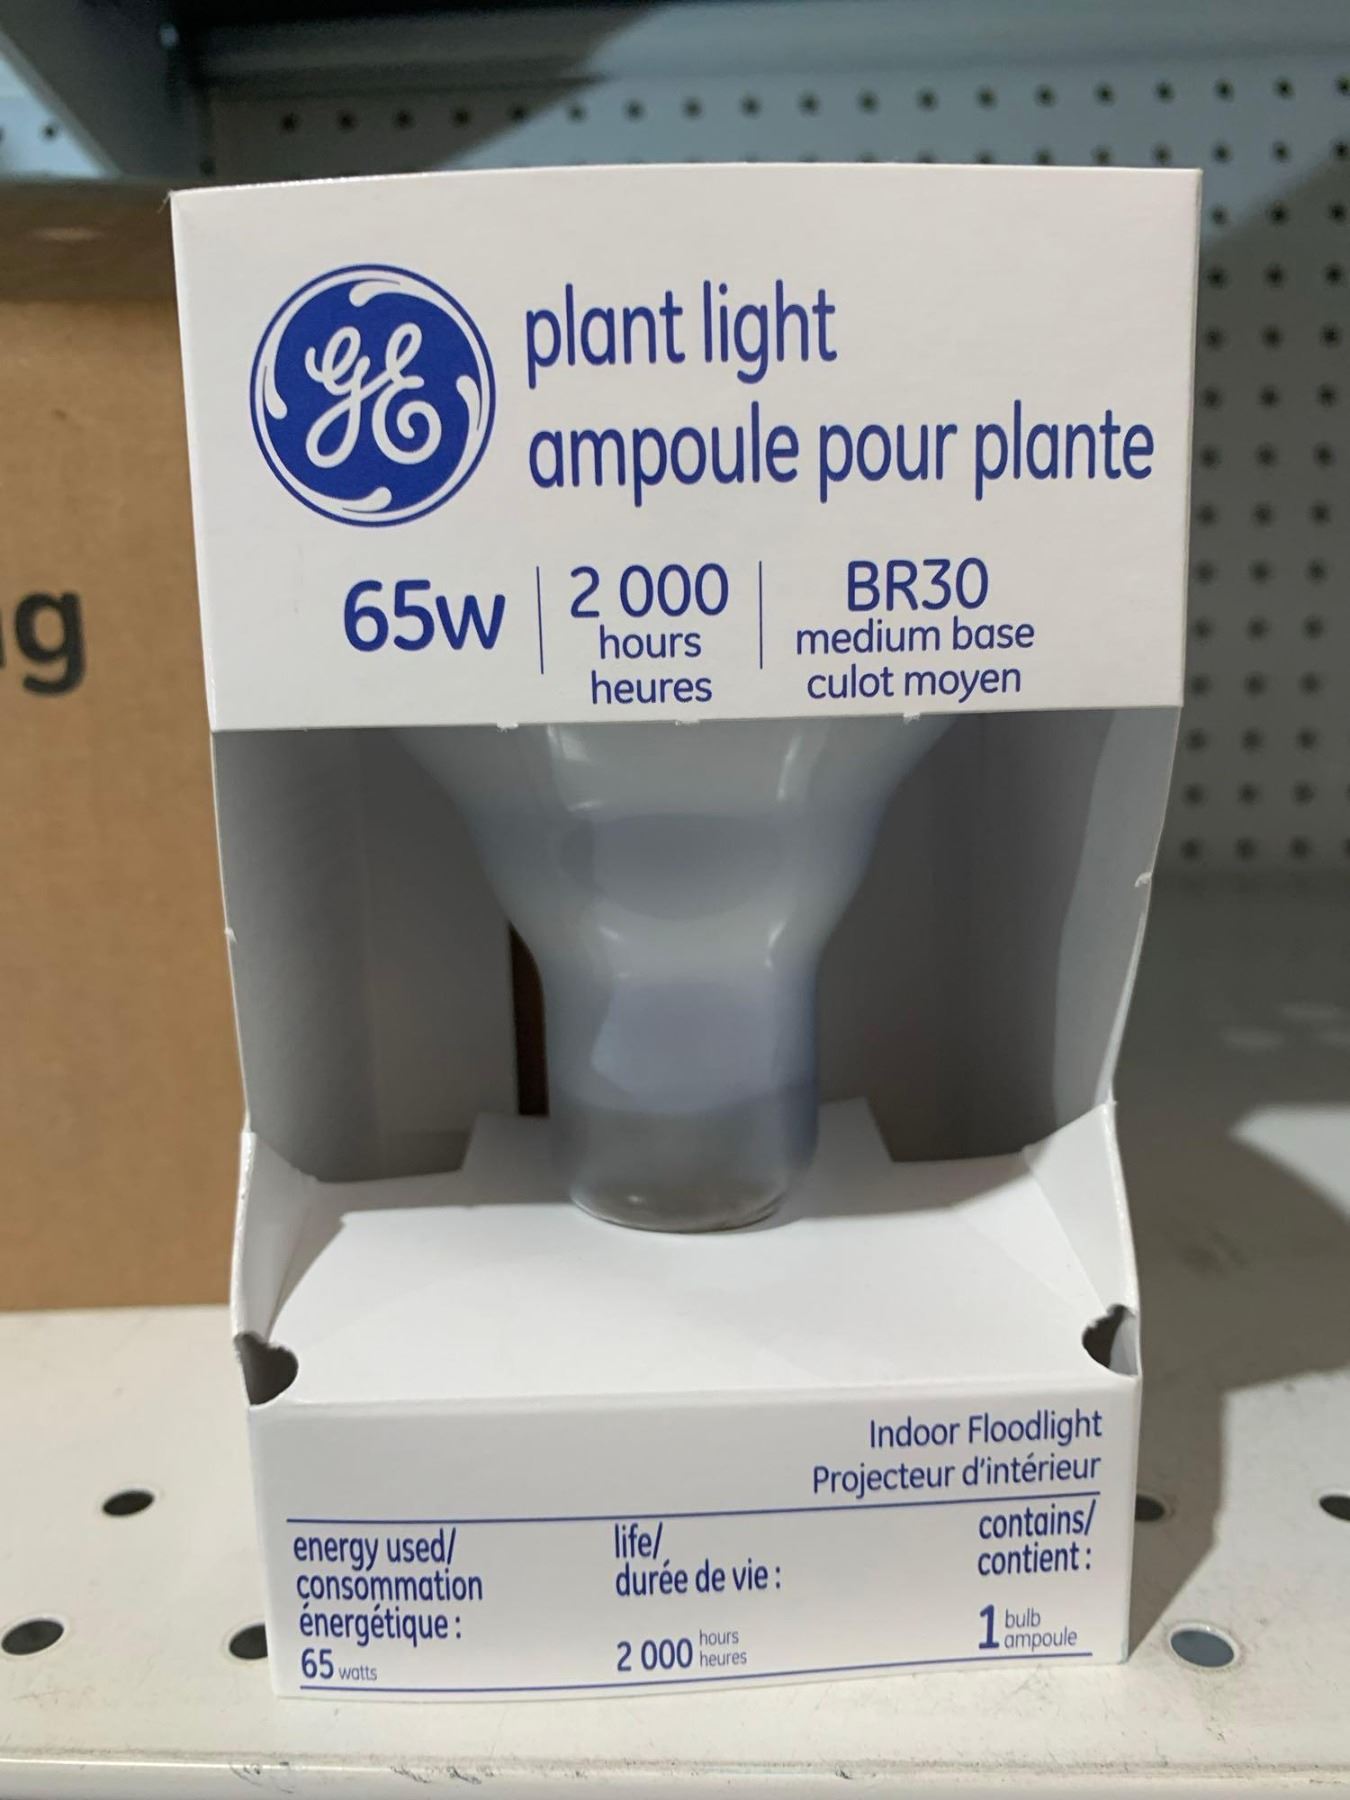 GE
plant light
ampoule pour plante
65w
2 000
hours
heures
BR30
medium base
culot moyen
g
Indoor Floodlight
Projecteur d'intérieur
energy used/
consommation
énergétique :
65 watts
life/
durée de vie :
2 000 hours
heures
contains/
contient :
1 bulb
ampoule